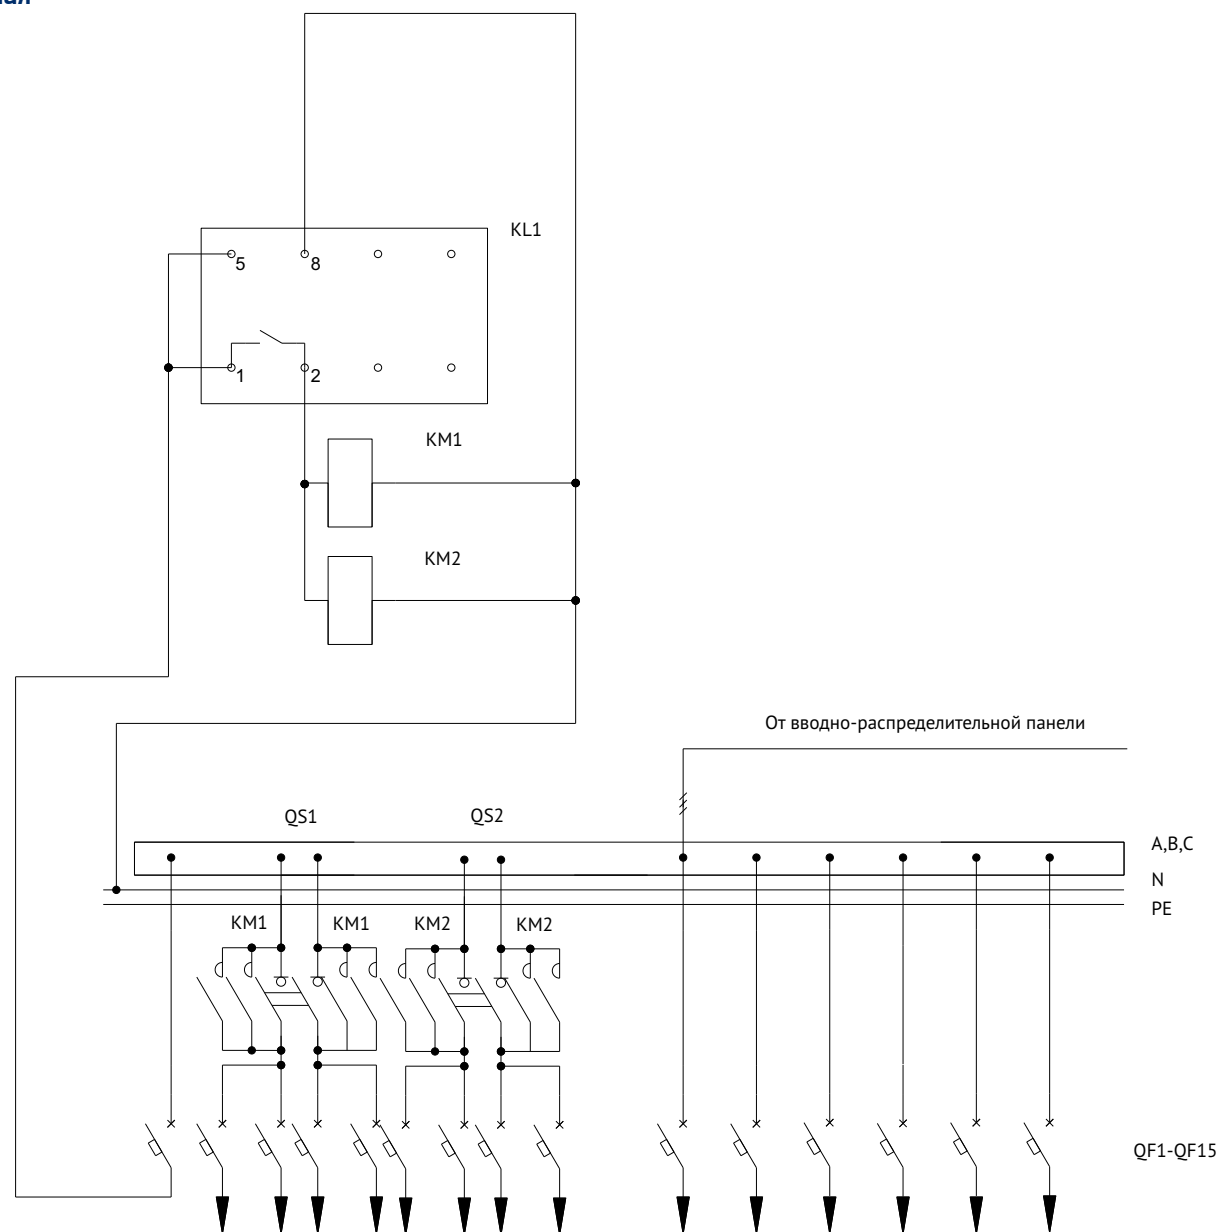 KL1
5
8
1
2
KM1
KM2
От вводно-распределительной панели
QS1
QS2
A,B,C
N
PE
KM1
KM1
KM2
KM2
QF1-QF15